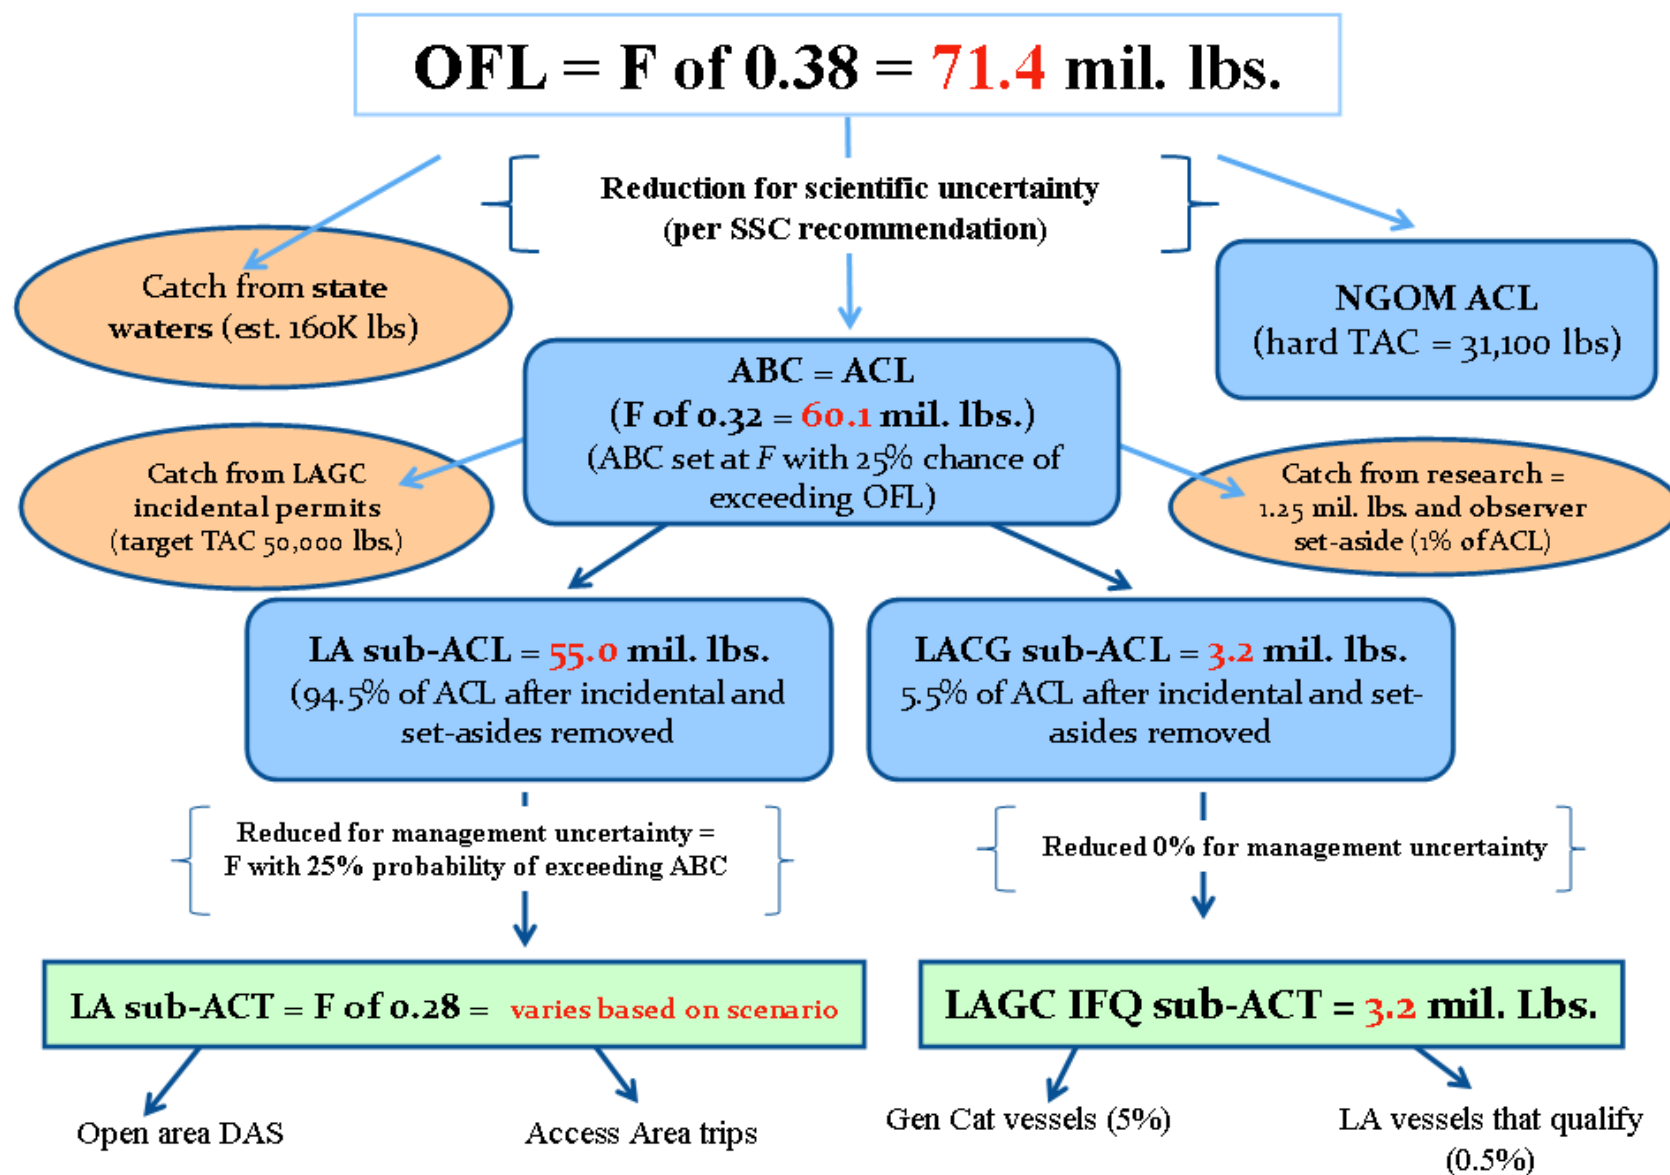 OFL = F of 0.38 = 71.4 mil. lbs.
Reduction for scientific uncertainty
(per SSC recommendation)
Catch from state
waters (est. 160K lbs)
NGOM ACL
(hard TAC = 31,100 lbs)
ABC = ACL
(F of 0.32 = 60.1 mil. lbs.)
(ABC set at F with 25% chance of
exceeding OFL)
Catch from LAGC
incidental permits
(target TAC 50,000 lbs.)
Catch from research =
1.25 mil. lbs. and observer
set-aside (1% of ACL)
LA sub-ACL = 55.0 mil. lbs.
(94.5% of ACL after incidental and
set-asides removed
LACG sub-ACL = 3.2 mil. lbs.
5.5% of ACL after incidental and set-
asides removed
Reduced for management uncertainty =
F with 25% probability of exceeding ABC
Reduced 0% for management uncertainty
LA sub-ACT = F of 0.28 = varies based on scenario
LAGC IFQ sub-ACT = 3.2 mil. Lbs.
Open area DAS
Access Area trips
Gen Cat vessels (5%)
LA vessels that qualify
(0.5%)